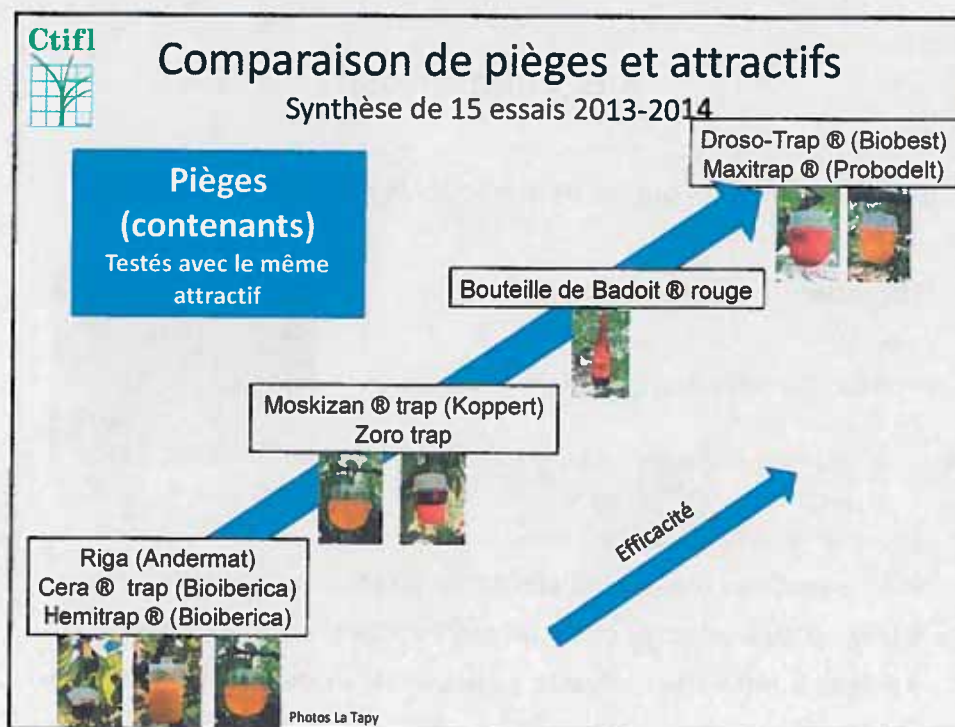 Ctifl
Comparaison de pièges et attractifs
Synthèse de 15 essais 2013-2014
Droso-Trap ® (Biobest)
Maxitrap ® (Probodelt)
Pièges
(contenants)
Testés avec le même
attractif
Bouteille de Badoit ® rouge
Moskizan ® trap (Koppert)
Zoro trap
Efficacité
Riga (Andermat)
Cera ® trap (Bioiberica)
Hemitrap ® (Bioiberica)
Photos La Tapy